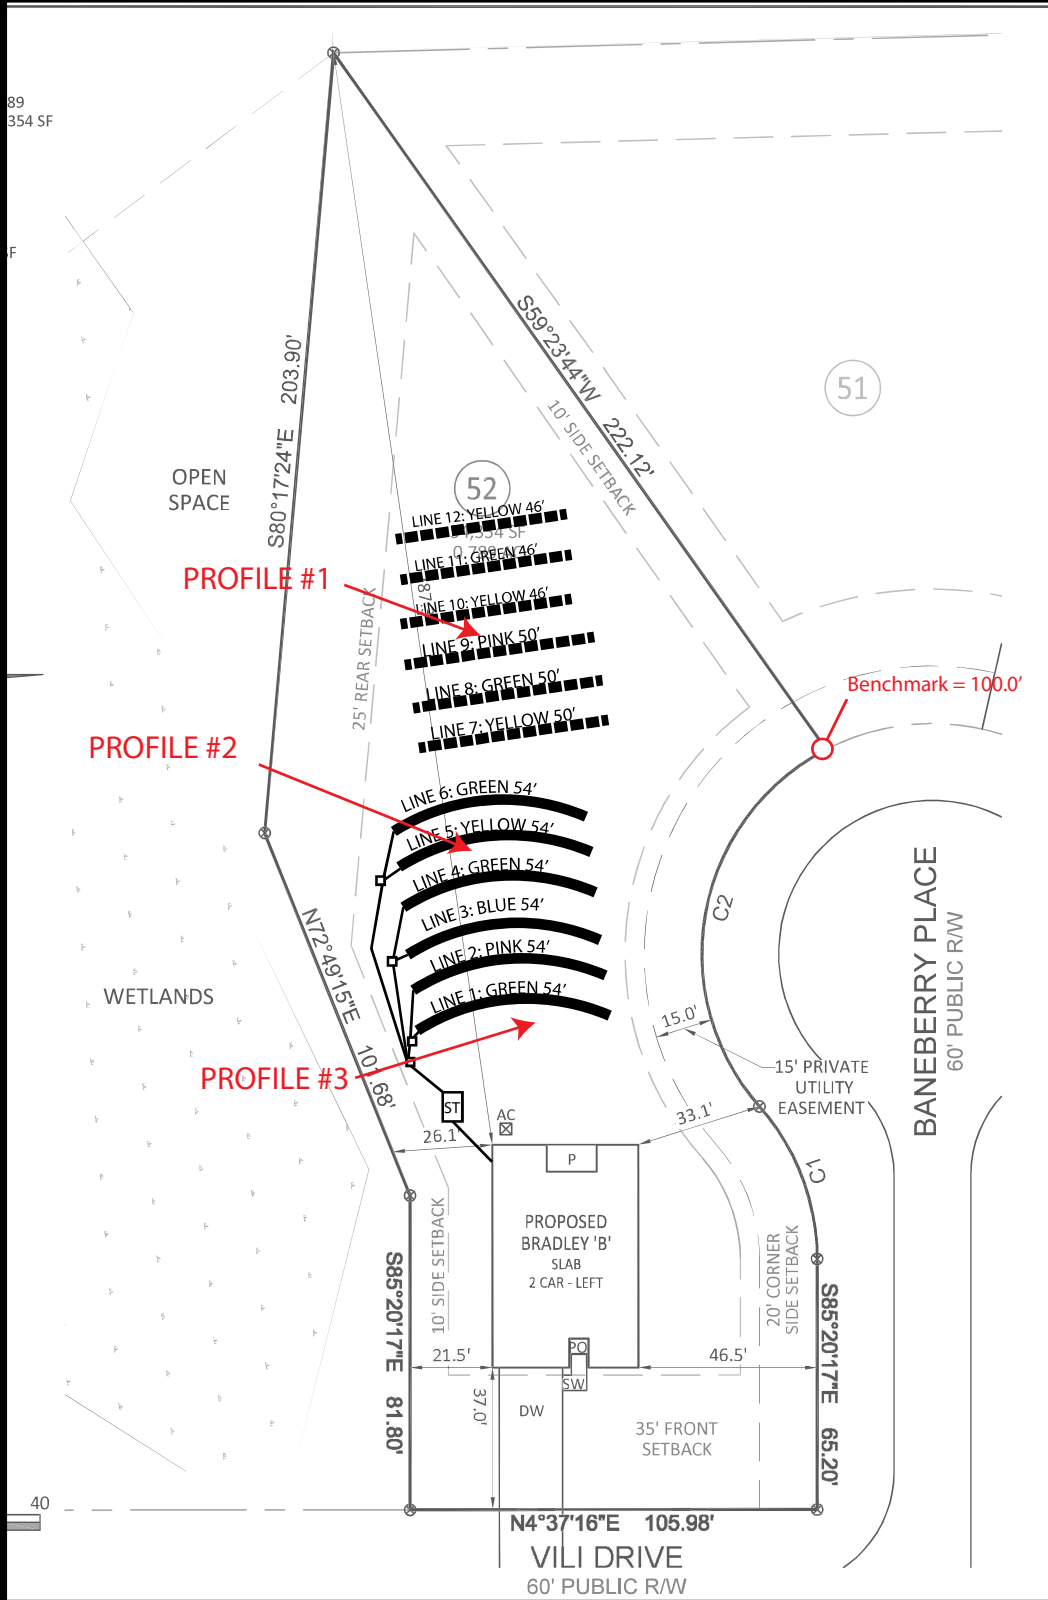 89
354 SF
SF
S80°17'24"E 203.90'
S59°23'44"W 222.12'
10' SIDE SETBACK
51
OPEN
SPACE
52
LINE 12: YELLOW 46'
LINE 11: GREEN 46'
PROFILE #1
LINE 10: YELLOW 46'
25' REAR SETBACK
LINE 9: PINK 50'
LINE 8: GREEN 50'
LINE 7: YELLOW 50'
Benchmark = 100.0'
PROFILE #2
LINE 6: GREEN 54'
LINE 5: YELLOW 54'
LINE 4: GREEN 54'
LINE 3: BLUE 54'
LINE 2: PINK 54'
LINE 1: GREEN 54'
C2
BANEBERRY PLACE
60' PUBLIC R/W
N72°49'15"E 101.68'
WETLANDS
15.0'
PROFILE #3
15' PRIVATE
UTILITY
EASEMENT
ST
AC
33.1'
26.1'
P
C1
PROPOSED
BRADLEY 'B'
SLAB
2 CAR - LEFT
10' SIDE SETBACK
20' CORNER
SIDE SETBACK
S85°20'17"E 81.80'
S85°20'17"E 65.20'
PO
21.5'
46.5'
SW
37.0'
DW
35' FRONT
SETBACK
40
N4°37'16"E 105.98'
VILI DRIVE
60' PUBLIC R/W